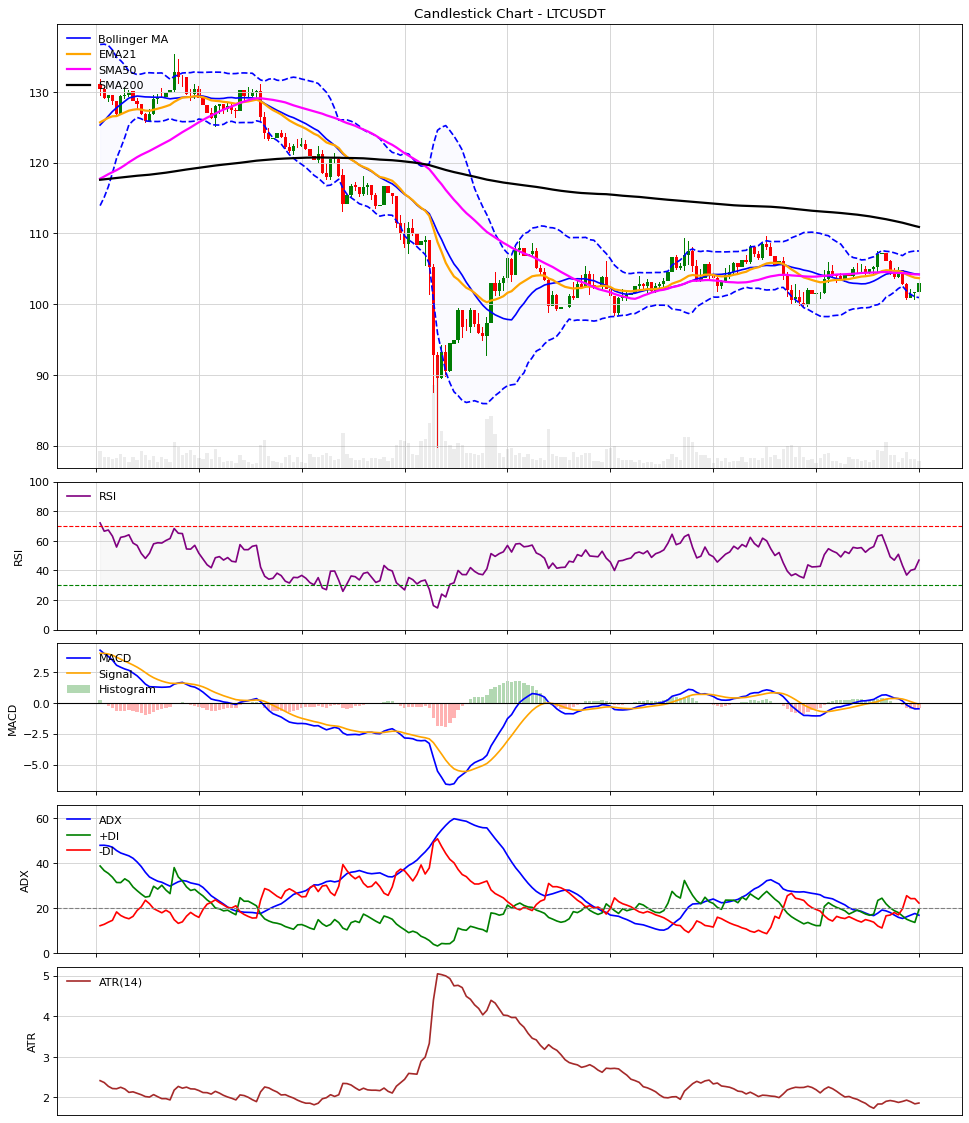 Candlestick Chart - LTCUSDT
Bollinger MA
EMA21
SMA50
SMA200
130
120
110
100
90
80
RSI
100
80
60
40
20
0
RSI
MACD
Signal
Histogram
2.5
0.0
−2.5
−5.0
MACD
ADX
+DI
-DI
60
40
20
0
ADX
ATR(14)
5
4
3
2
ATR